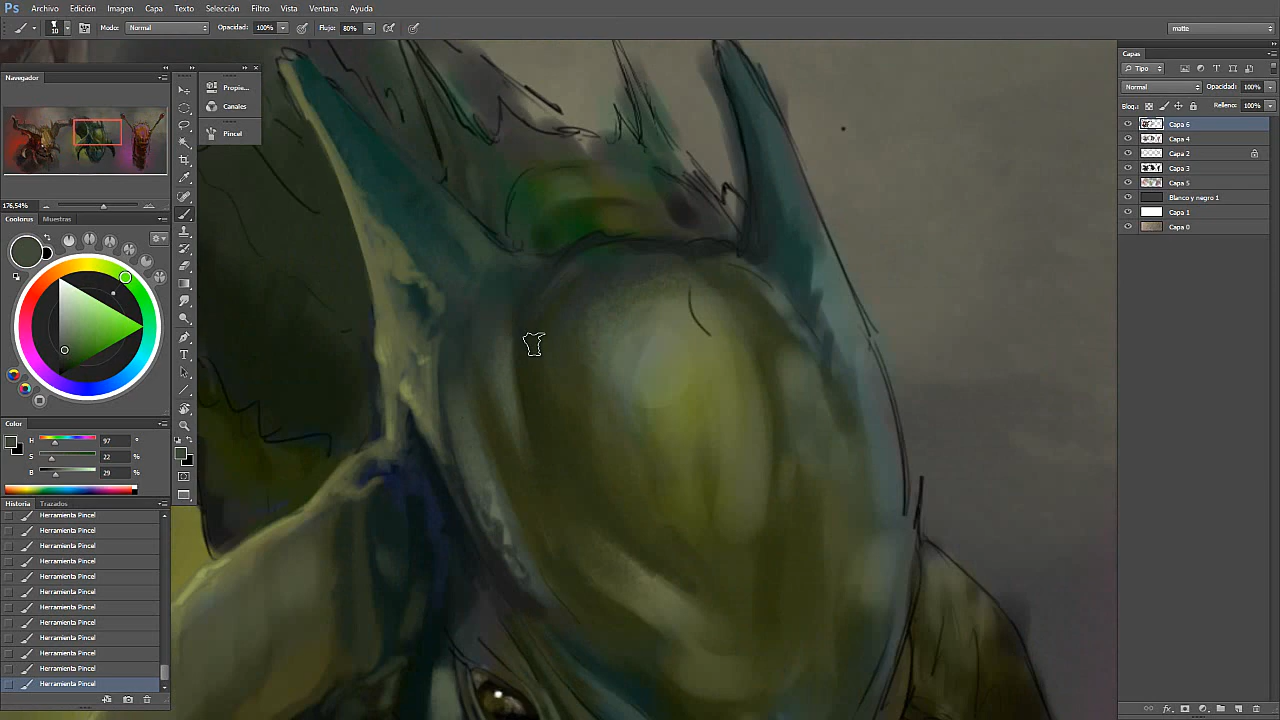 Ps Archivo Edición Imagen Capa Texto Selección Filtro Vista Ventana Ayuda
10 Modo: Normal Opacidad: 100% Flujo: 80% matte
Navegador
176,54%
Propie...
Canales
Pincel
Coolorus Muestras
Color
H 97 °
S 22 %
B 29 %
Historia Trazados
Herramienta Pincel
Herramienta Pincel
Herramienta Pincel
Herramienta Pincel
Herramienta Pincel
Herramienta Pincel
Herramienta Pincel
Herramienta Pincel
Herramienta Pincel
Herramienta Pincel
Herramienta Pincel
Herramienta Pincel
Capas
Tipo
Normal Opacidad: 100%
Bloq.: Relleno: 100%
Capa 6
Capa 4
Capa 2
Capa 3
Capa 5
Blanco y negro 1
Capa 1
Capa 0
fx